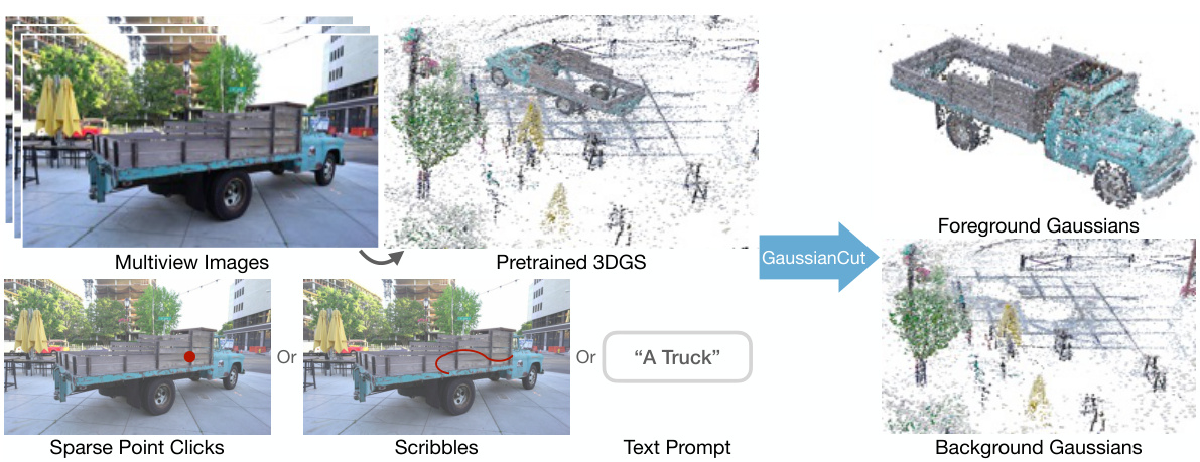 Multiview Images
Pretrained 3DGS
GaussianCut
Foreground Gaussians
Or
Or
“A Truck”
Sparse Point Clicks
Scribbles
Text Prompt
Background Gaussians